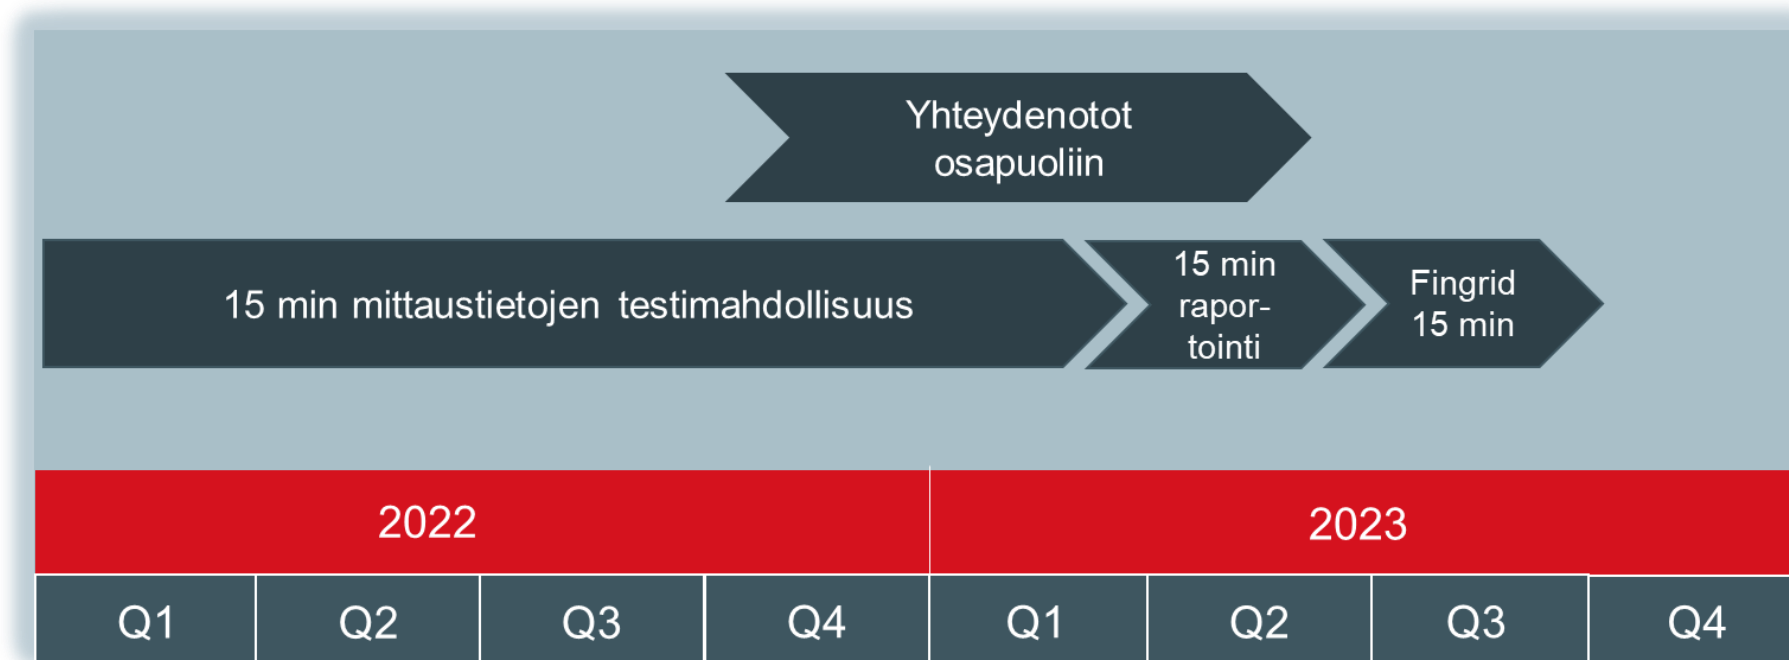 Yhteydenotot
osapuoliin
15 min mittaustietojen testimahdollisuus
15 min
rapor-
tointi
Fingrid
15 min
2022
2023
Q1
Q2
Q3
Q4
Q1
Q2
Q3
Q4